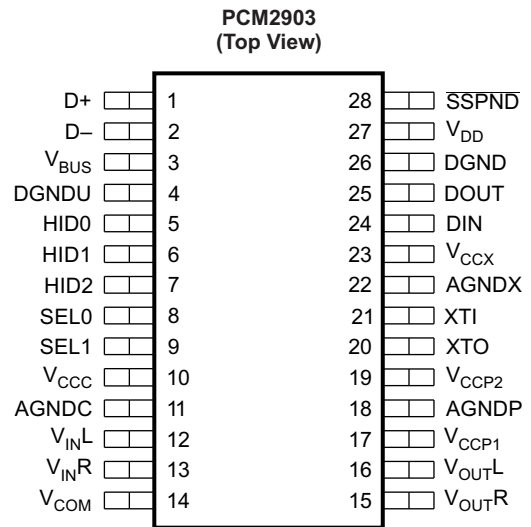 PCM2903
(Top View)
D+ 1 28 SSPND
D– 2 27 VDD
VBUS 3 26 DGND
DGNDU 4 25 DOUT
HID0 5 24 DIN
HID1 6 23 VCCX
HID2 7 22 AGNDX
SEL0 8 21 XTI
SEL1 9 20 XTO
VCCC 10 19 VCCP2
AGNDC 11 18 AGNDP
VINL 12 17 VCCP1
VINR 13 16 VOUTL
VCOM 14 15 VOUTR